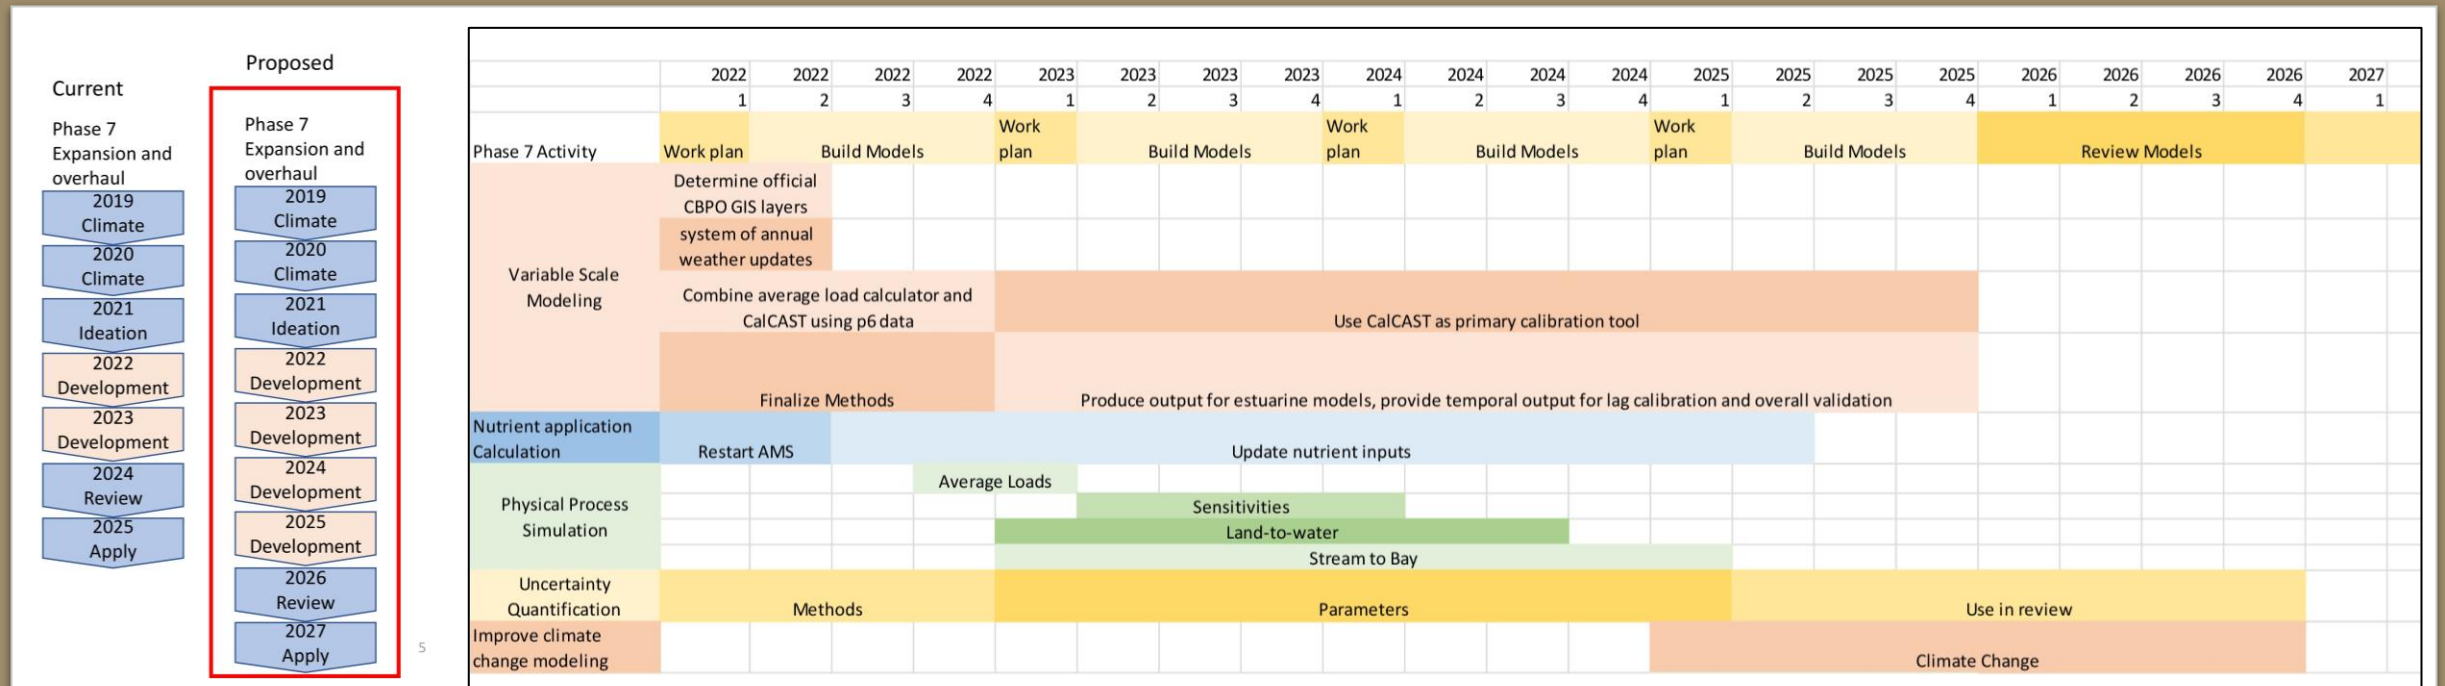 Current
Phase 7
Expansion and
overhaul
2019
Climate
2020
Climate
2021
Ideation
2022
Development
2023
Development
2024
Review
2025
Apply
Proposed
Phase 7
Expansion and
overhaul
2019
Climate
2020
Climate
2021
Ideation
2022
Development
2023
Development
2024
Development
2025
Development
2026
Review
2027
Apply
5
2022 2022 2022 2022 2023 2023 2023 2023 2024 2024 2024 2024 2025 2025 2025 2025 2026 2026 2026 2026 2027
1 2 3 4 1 2 3 4 1 2 3 4 1 2 3 4 1 2 3 4 1
Phase 7 Activity
Work plan
Build Models
Work
plan
Build Models
Work
plan
Build Models
Work
plan
Build Models
Review Models
Variable Scale
Modeling
Determine official
CBPO GIS layers
system of annual
weather updates
Combine average load calculator and
CalCAST using p6 data
Use CalCAST as primary calibration tool
Finalize Methods
Produce output for estuarine models, provide temporal output for lag calibration and overall validation
Nutrient application
Calculation
Restart AMS
Update nutrient inputs
Physical Process
Simulation
Average Loads
Sensitivities
Land-to-water
Stream to Bay
Uncertainty
Quantification
Methods
Parameters
Use in review
Improve climate
change modeling
Climate Change